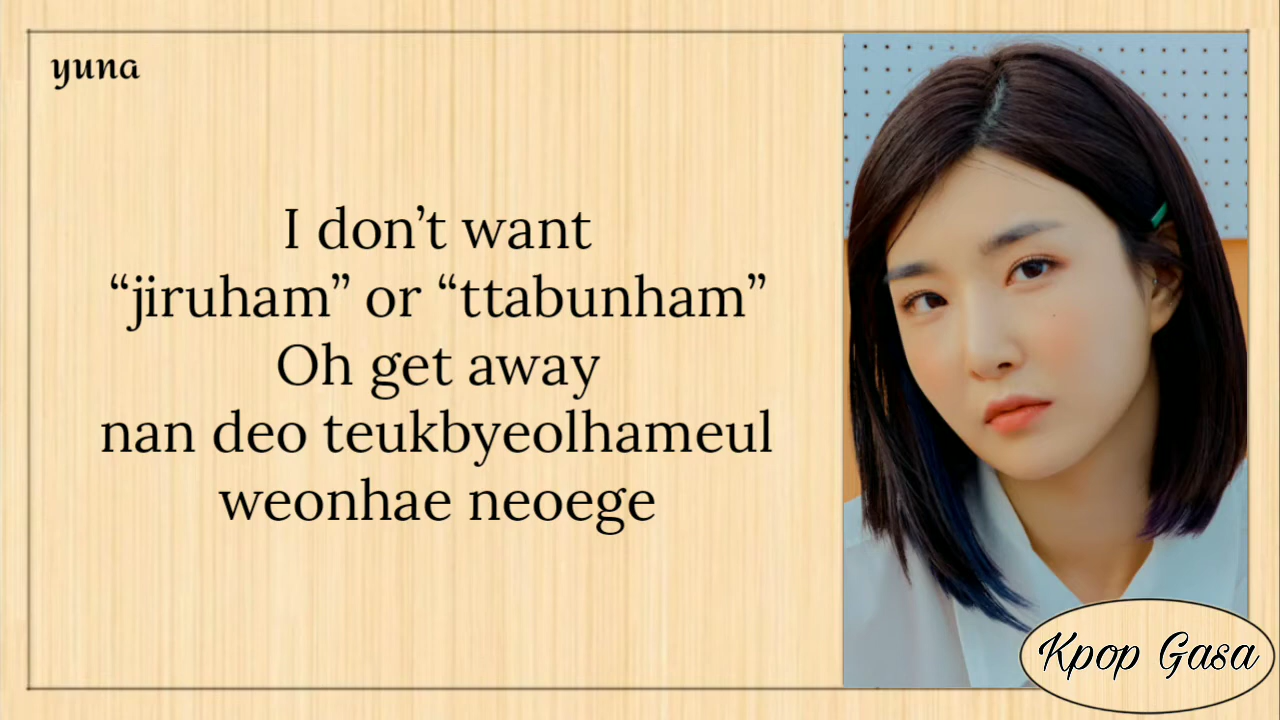 yuna
I don’t want
“jiruham” or “ttabunham”
Oh get away
nan deo teukbyeolhameul
weonhae neoege
Kpop Gasa